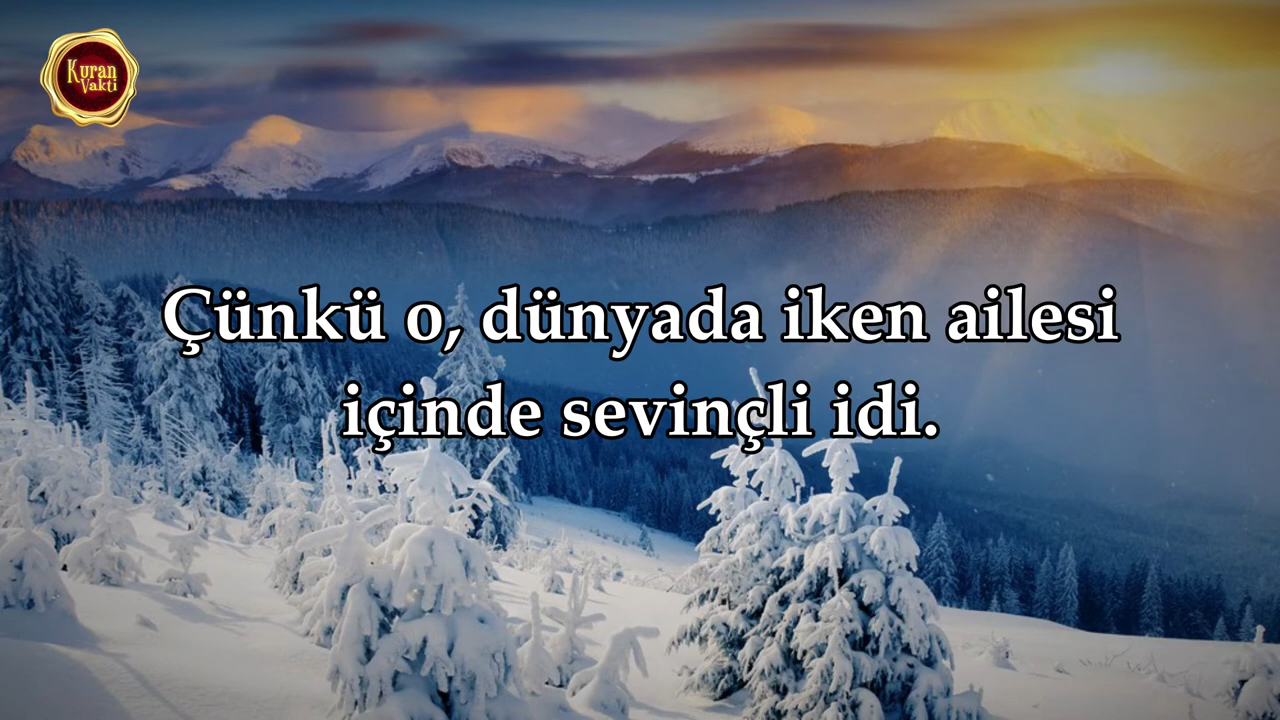 Kuran
Vakti
Çünkü o, dünyada iken ailesi
içinde sevinçli idi.